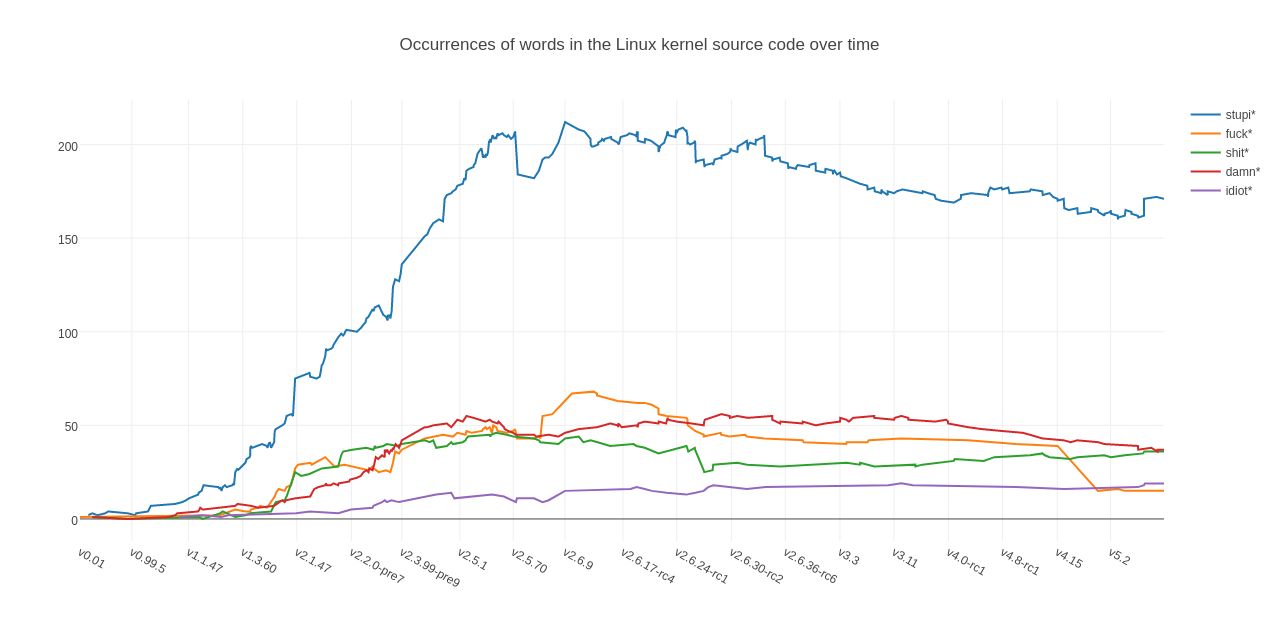 Occurrences of words in the Linux kernel source code over time
stupi*
fuck*
shit*
damn*
idiot*
200
150
100
50
0
v0.01
v0.99.5
v1.1.47
v1.3.60
v2.1.47
v2.2.0-pre7
v2.3.99-pre9
v2.5.1
v2.5.70
v2.6.9
v2.6.17-rc4
v2.6.24-rc1
v2.6.30-rc2
v2.6.36-rc6
v3.3
v3.11
v4.0-rc1
v4.8-rc1
v4.15
v5.2